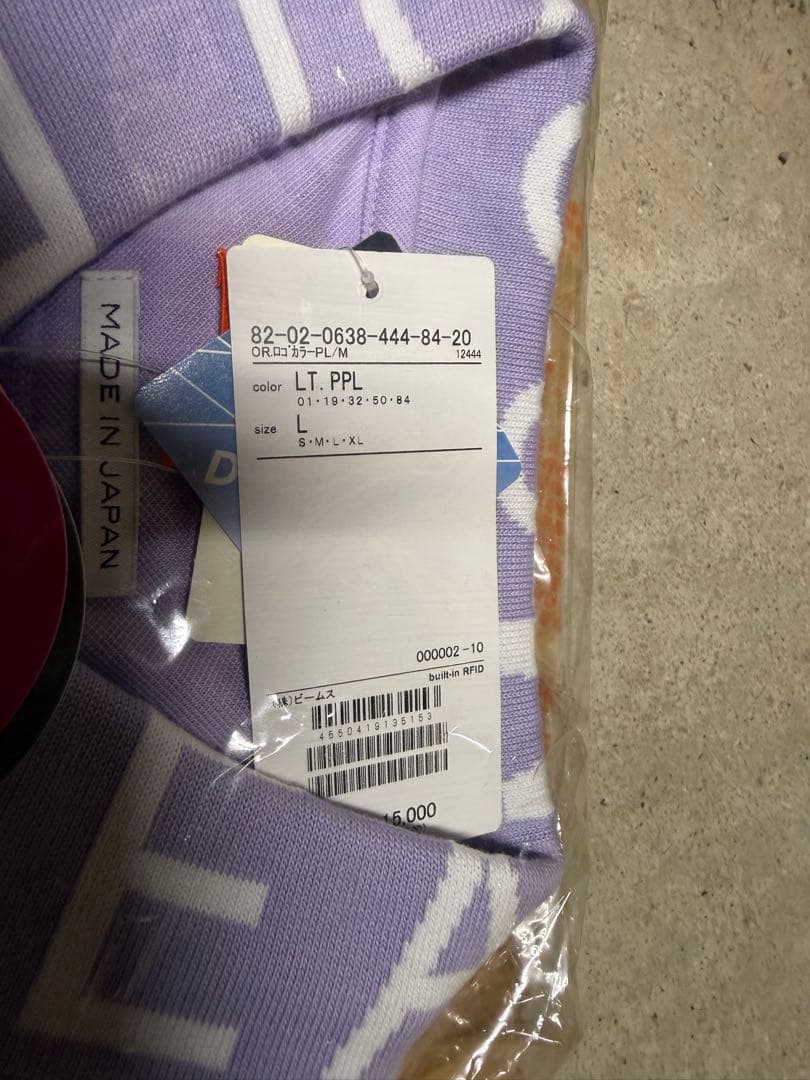 82-02-0638-444-84-20
OR.ﾛｺﾞｶﾗｰPL/M 12444
color LT. PPL
01・19・32・50・84
size L
S・M・L・XL
000002 -10
built-in RFID
(株)ビームス
4550419135153
15,000
MADE IN JAPAN
D
E
A